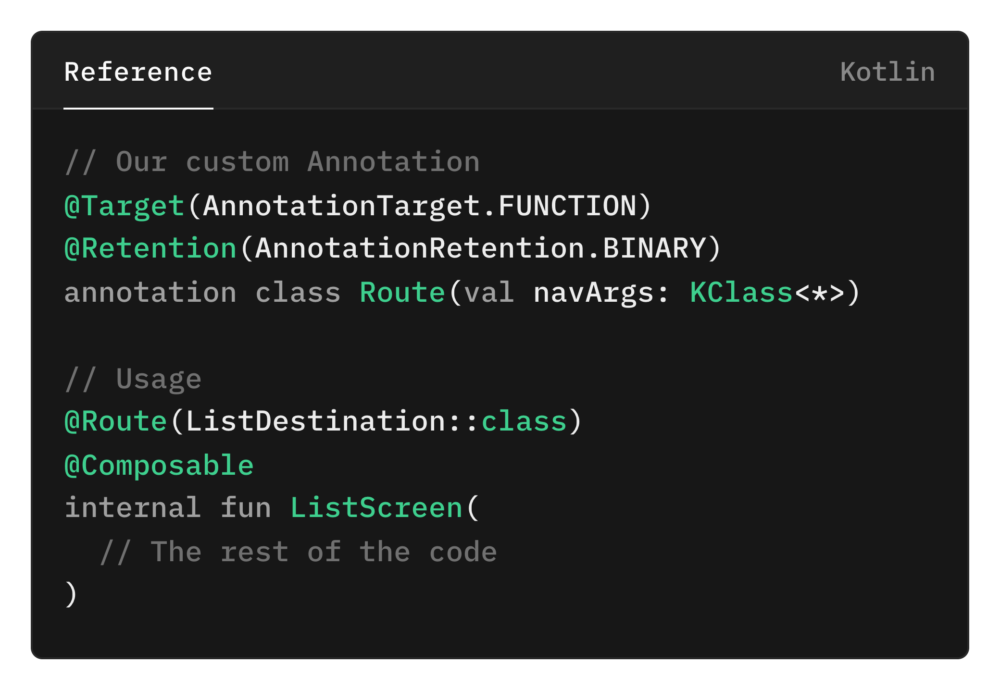 Reference
Kotlin
// Our custom Annotation
@Target(AnnotationTarget.FUNCTION)
@Retention(AnnotationRetention.BINARY)
annotation class Route(val navArgs: KClass<*>)
// Usage
@Route(ListDestination::class)
@Composable
internal fun ListScreen(
  // The rest of the code
)